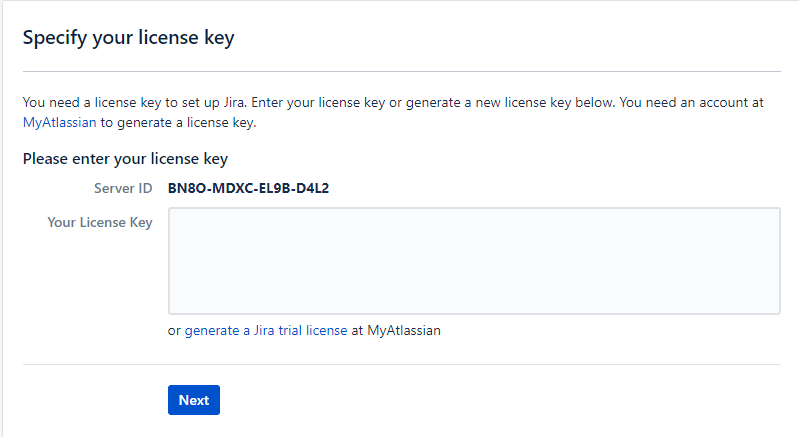 Specify your license key
You need a license key to set up Jira. Enter your license key or generate a new license key below. You need an account at
MyAtlassian to generate a license key.
Please enter your license key
Server ID BN8O-MDXC-EL9B-D4L2
Your License Key
or generate a Jira trial license at MyAtlassian
Next